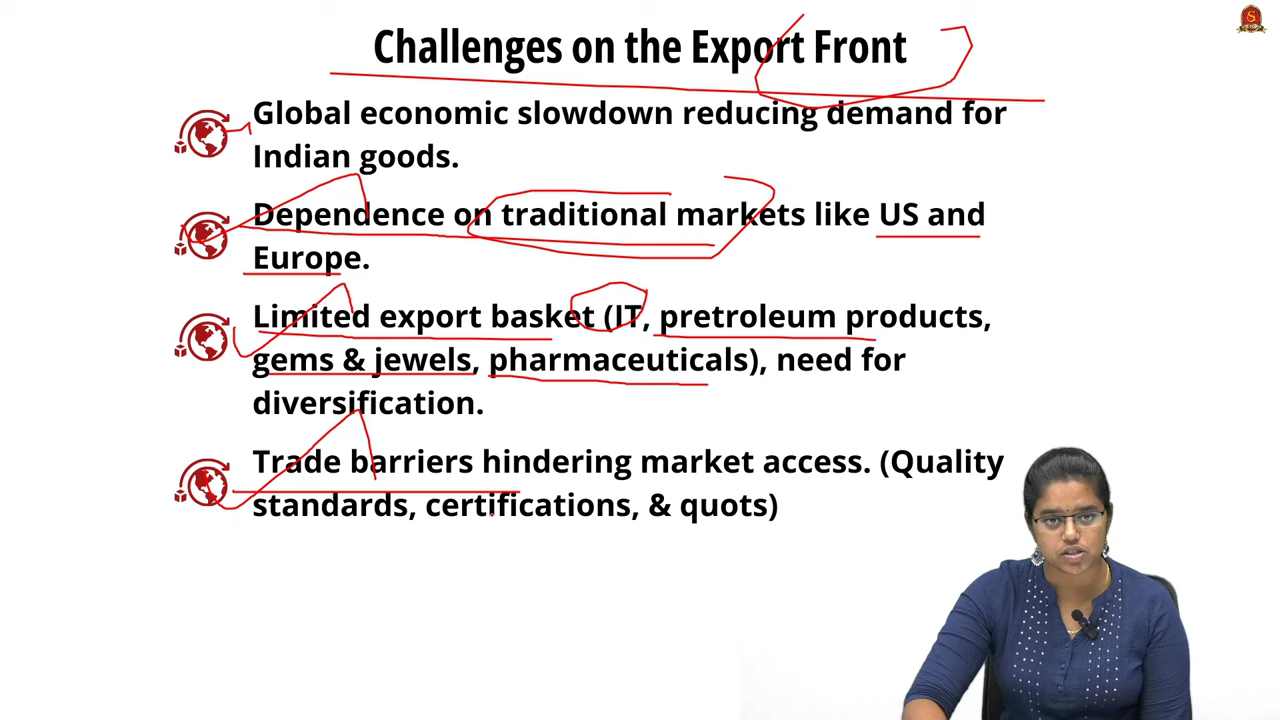 Challenges on the Export Front
Global economic slowdown reducing demand for
Indian goods.
Dependence on traditional markets like US and
Europe.
Limited export basket (IT, pretroleum products,
gems & jewels, pharmaceuticals), need for
diversification.
Trade barriers hindering market access. (Quality
standards, certifications, & quots)
S